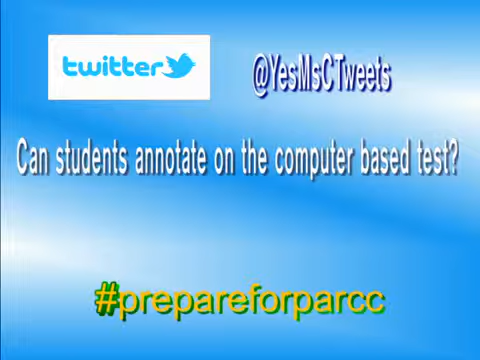 twitter
@YesMsCTweets
Can students annotate on the computer based test?
#prepareforparcc